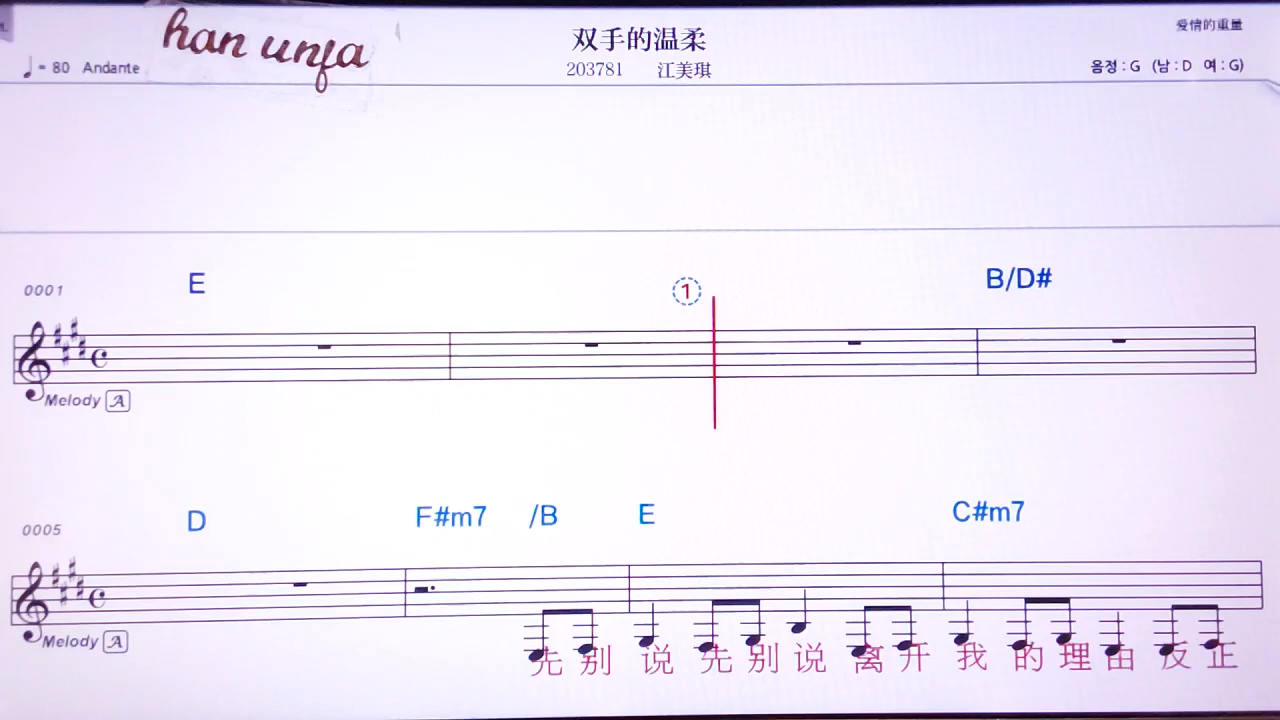 han unfa
双手的温柔
爱情的重量
♩= 80 Andante
203781 江美琪
음정 : G (남 : D 여 : G)
0001 E ① B/D#
Melody A
0005 D F#m7 /B E C#m7
Melody A
先别说先别说离开我的理由反正